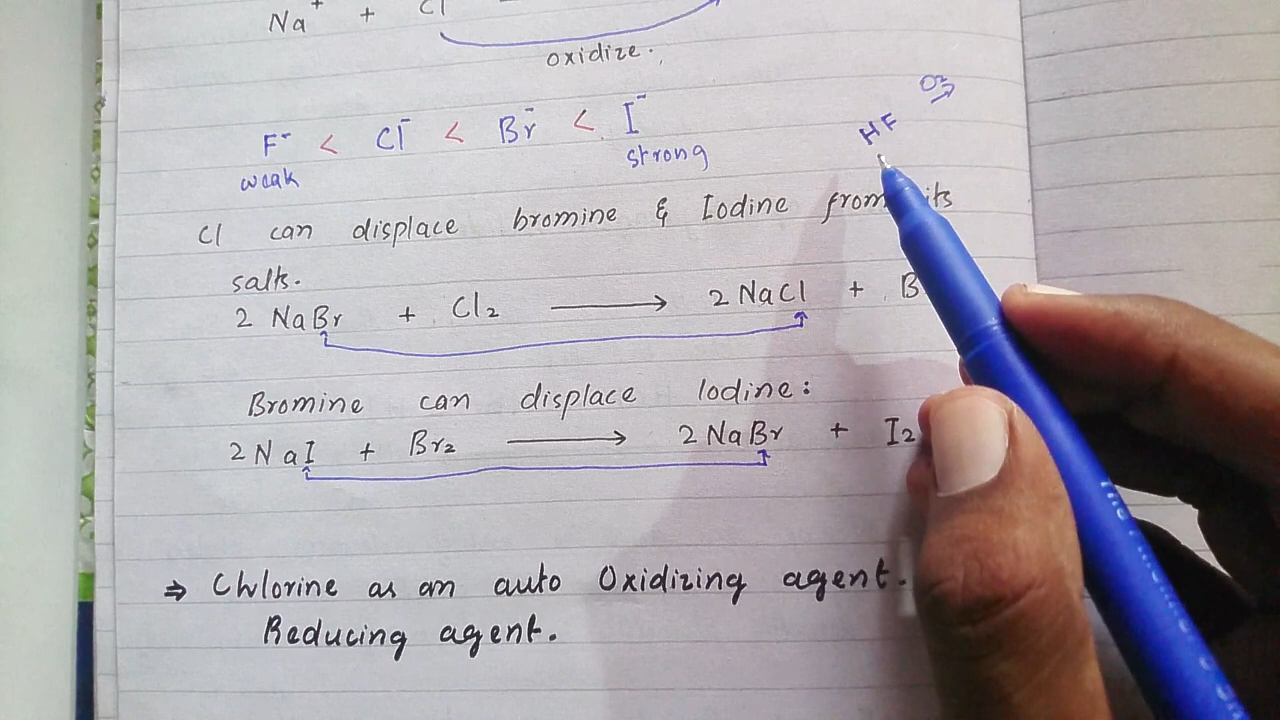 Na⁺ + Cl
oxidize.
F⁻ < Cl⁻ < Br⁻ < I⁻
weak strong
HF O₃
Cl can displace bromine & Iodine from its
salts.
2 NaBr + Cl₂ → 2 NaCl + B
Bromine can displace Iodine:
2 NaI + Br₂ → 2 NaBr + I₂
⇒ Chlorine as an auto Oxidizing agent.
Reducing agent.